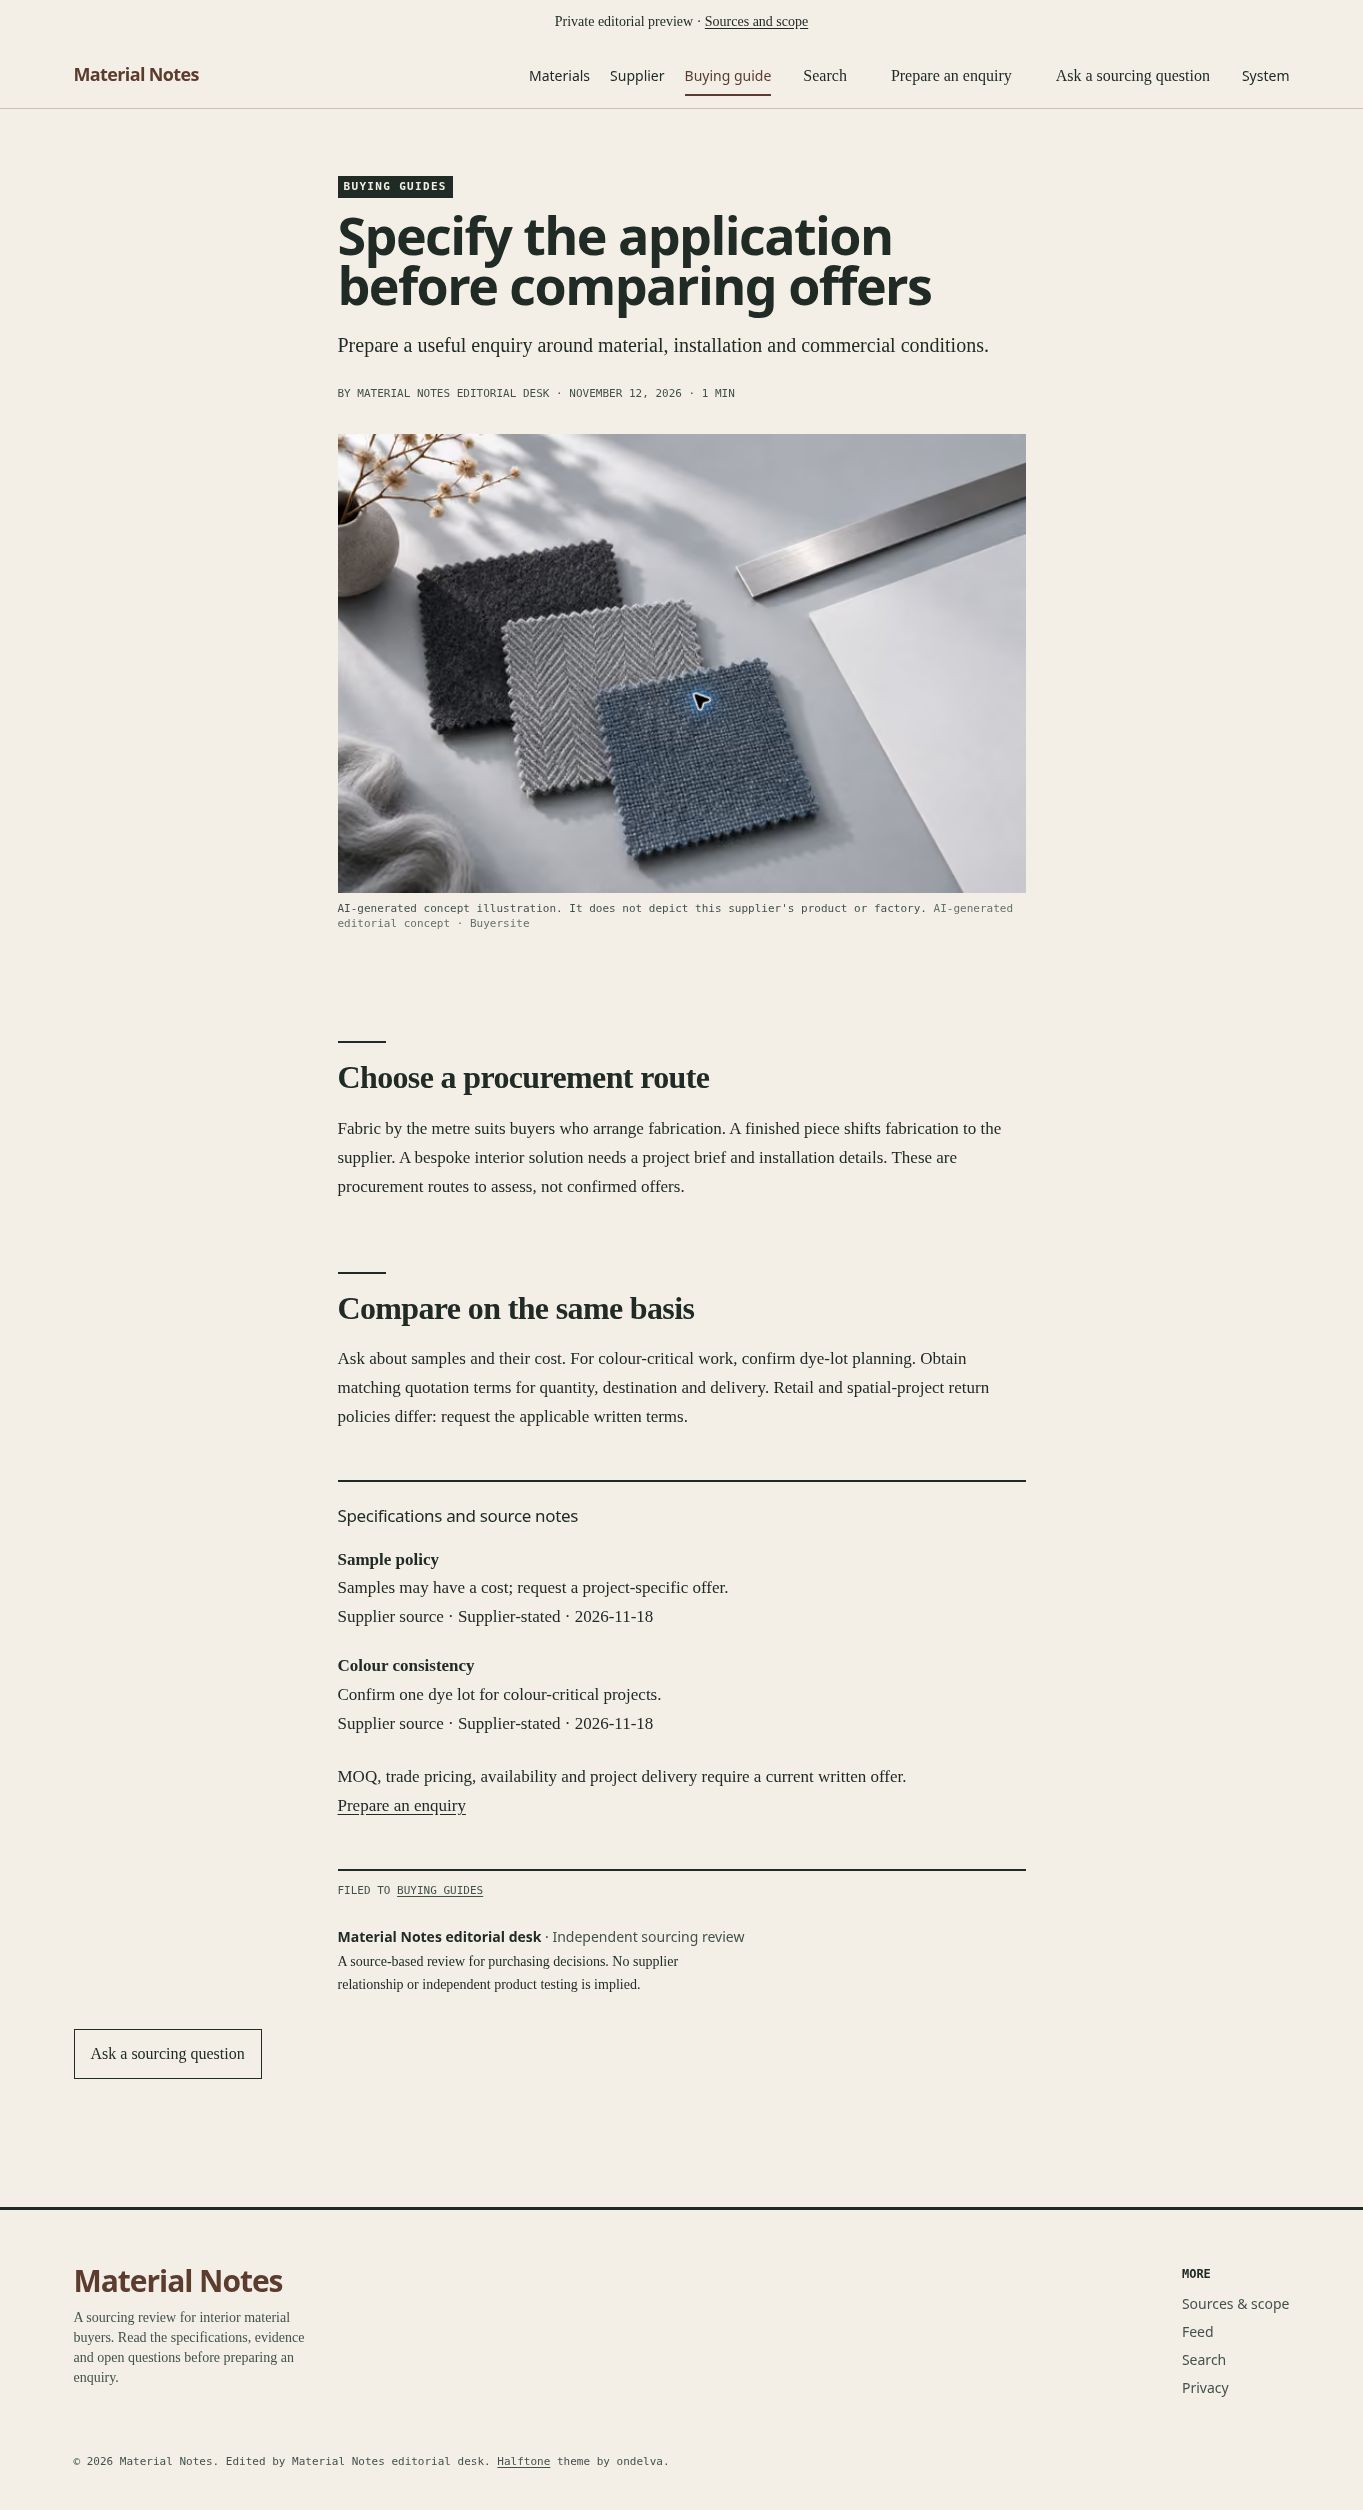 Private editorial preview · Sources and scope
Material Notes
Materials Supplier Buying guide Search Prepare an enquiry Ask a sourcing question System
BUYING GUIDES
Specify the application
before comparing offers
Prepare a useful enquiry around material, installation and commercial conditions.
BY MATERIAL NOTES EDITORIAL DESK · NOVEMBER 12, 2026 · 1 MIN
AI-generated concept illustration. It does not depict this supplier's product or factory. AI-generated
editorial concept · Buyersite
Choose a procurement route
Fabric by the metre suits buyers who arrange fabrication. A finished piece shifts fabrication to the
supplier. A bespoke interior solution needs a project brief and installation details. These are
procurement routes to assess, not confirmed offers.
Compare on the same basis
Ask about samples and their cost. For colour-critical work, confirm dye-lot planning. Obtain
matching quotation terms for quantity, destination and delivery. Retail and spatial-project return
policies differ: request the applicable written terms.
Specifications and source notes
Sample policy
Samples may have a cost; request a project-specific offer.
Supplier source · Supplier-stated · 2026-11-18
Colour consistency
Confirm one dye lot for colour-critical projects.
Supplier source · Supplier-stated · 2026-11-18
MOQ, trade pricing, availability and project delivery require a current written offer.
Prepare an enquiry
FILED TO BUYING GUIDES
Material Notes editorial desk · Independent sourcing review
A source-based review for purchasing decisions. No supplier
relationship or independent product testing is implied.
Ask a sourcing question
Material Notes
A sourcing review for interior material
buyers. Read the specifications, evidence
and open questions before preparing an
enquiry.
MORE
Sources & scope
Feed
Search
Privacy
© 2026 Material Notes. Edited by Material Notes editorial desk. Halftone theme by ondelva.